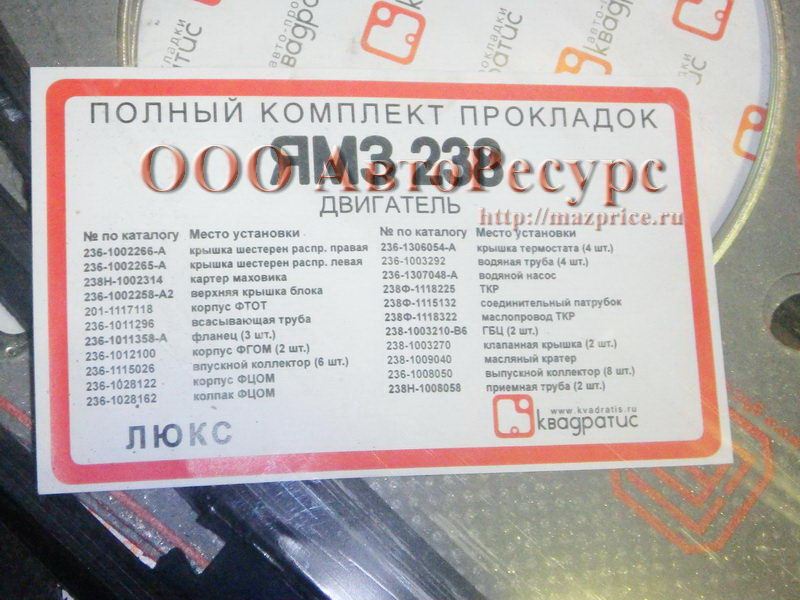 авто-прокладки
квадратис
авто-прокладки
квадратис
ПОЛНЫЙ КОМПЛЕКТ ПРОКЛАДОК
ЯМЗ 238
ООО АвтоРесурс
ДВИГАТЕЛЬ
http://mazprice.ru
№ по каталогу Место установки
236-1002266-А крышка шестерен распр. правая
236-1002265-А крышка шестерен распр. левая
238Н-1002314 картер маховика
236-1002258-А2 верхняя крышка блока
201-1117118 корпус ФТОТ
236-1011296 всасывающая труба
236-1011358-А фланец (3 шт.)
236-1012100 корпус ФГОМ (2 шт.)
236-1115026 впускной коллектор (6 шт.)
236-1028122 корпус ФЦОМ
236-1028162 колпак ФЦОМ
№ по каталогу Место установки
236-1306054-А крышка термостата (4 шт.)
236-1003292 водяная труба (4 шт.)
236-1307048-А водяной насос
238Ф-1118225 ТКР
238Ф-1115132 соединительный патрубок
238Ф-1118322 маслопровод ТКР
238-1003210-В6 ГБЦ (2 шт.)
238-1003270 клапанная крышка (2 шт.)
238-1009040 масляный кратер
236-1008050 выпускной коллектор (8 шт.)
238Н-1008058 приемная труба (2 шт.)
ЛЮКС
www.kvadratis.ru
квадратис